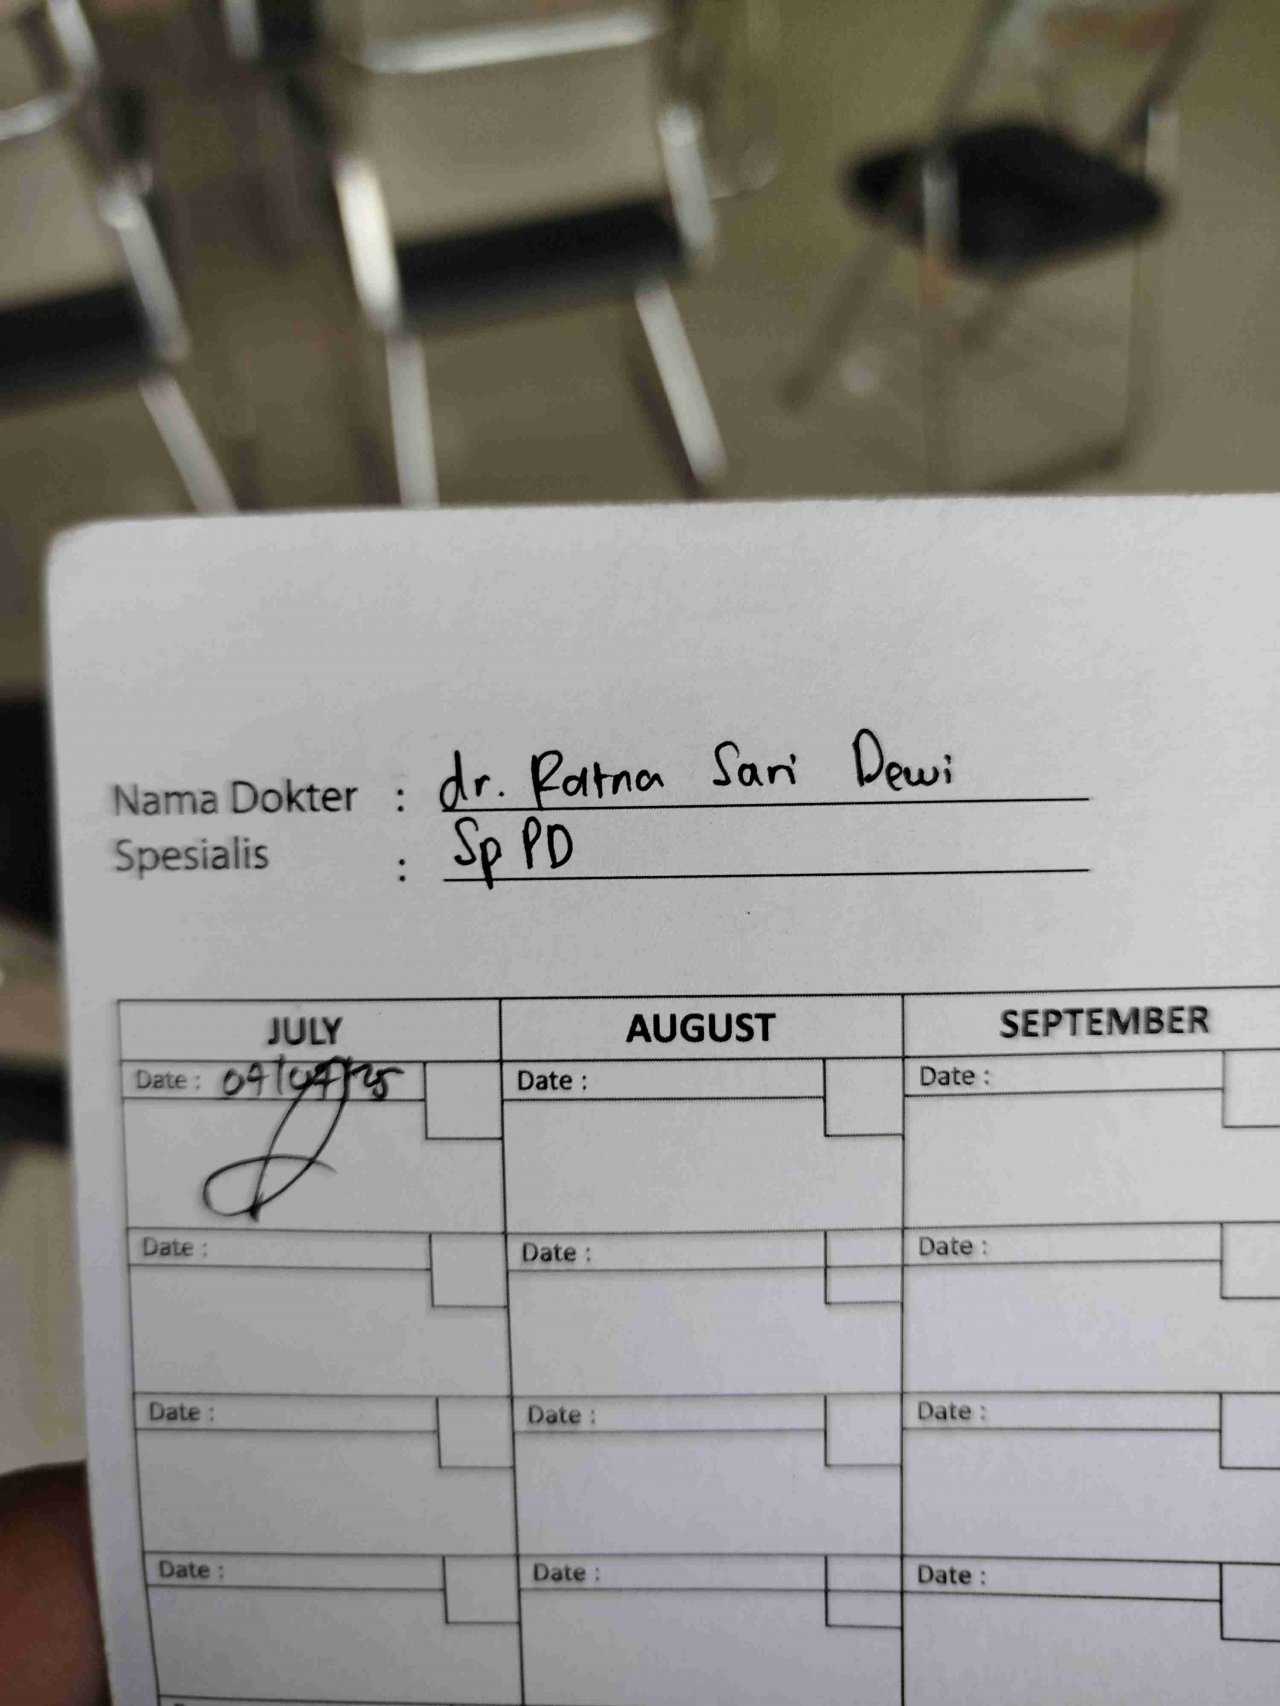 Nama Dokter : dr. Ratna Sari Dewi
Spesialis : Sp PD
JULY AUGUST SEPTEMBER
Date : Date : Date :
Date : Date : Date :
Date : Date : Date :
Date : Date : Date :